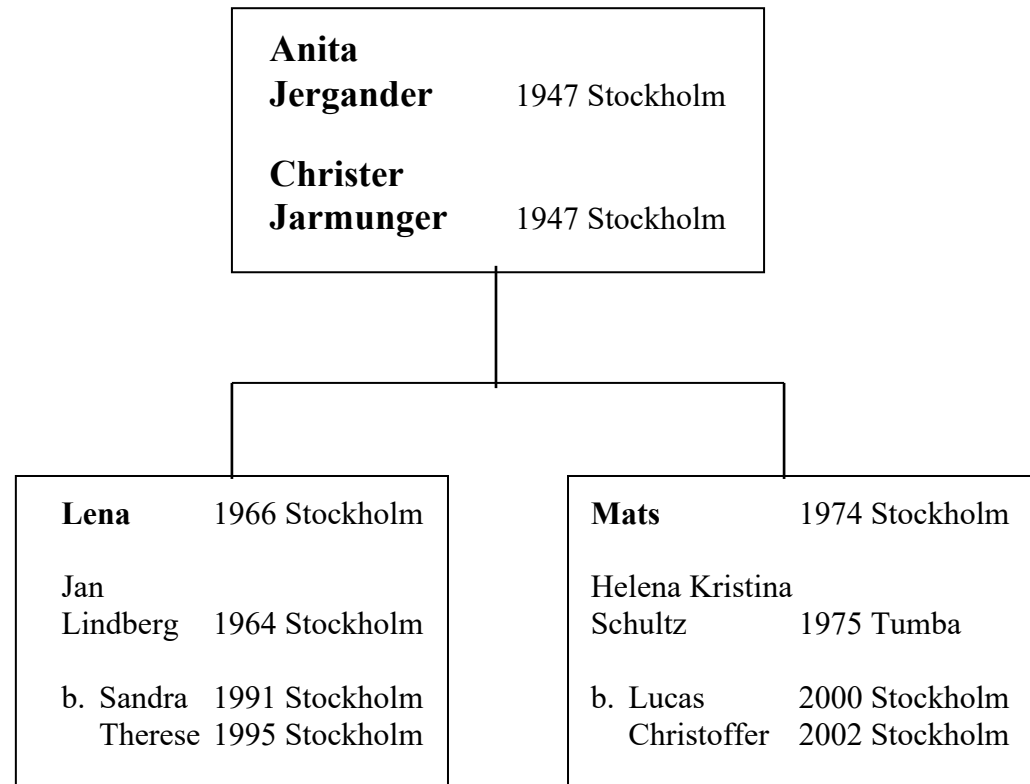 Anita
Jergander 1947 Stockholm
Christer
Jarmunger 1947 Stockholm
Lena 1966 Stockholm
Jan
Lindberg 1964 Stockholm
b. Sandra 1991 Stockholm
Therese 1995 Stockholm
Mats 1974 Stockholm
Helena Kristina
Schultz 1975 Tumba
b. Lucas 2000 Stockholm
Christoffer 2002 Stockholm